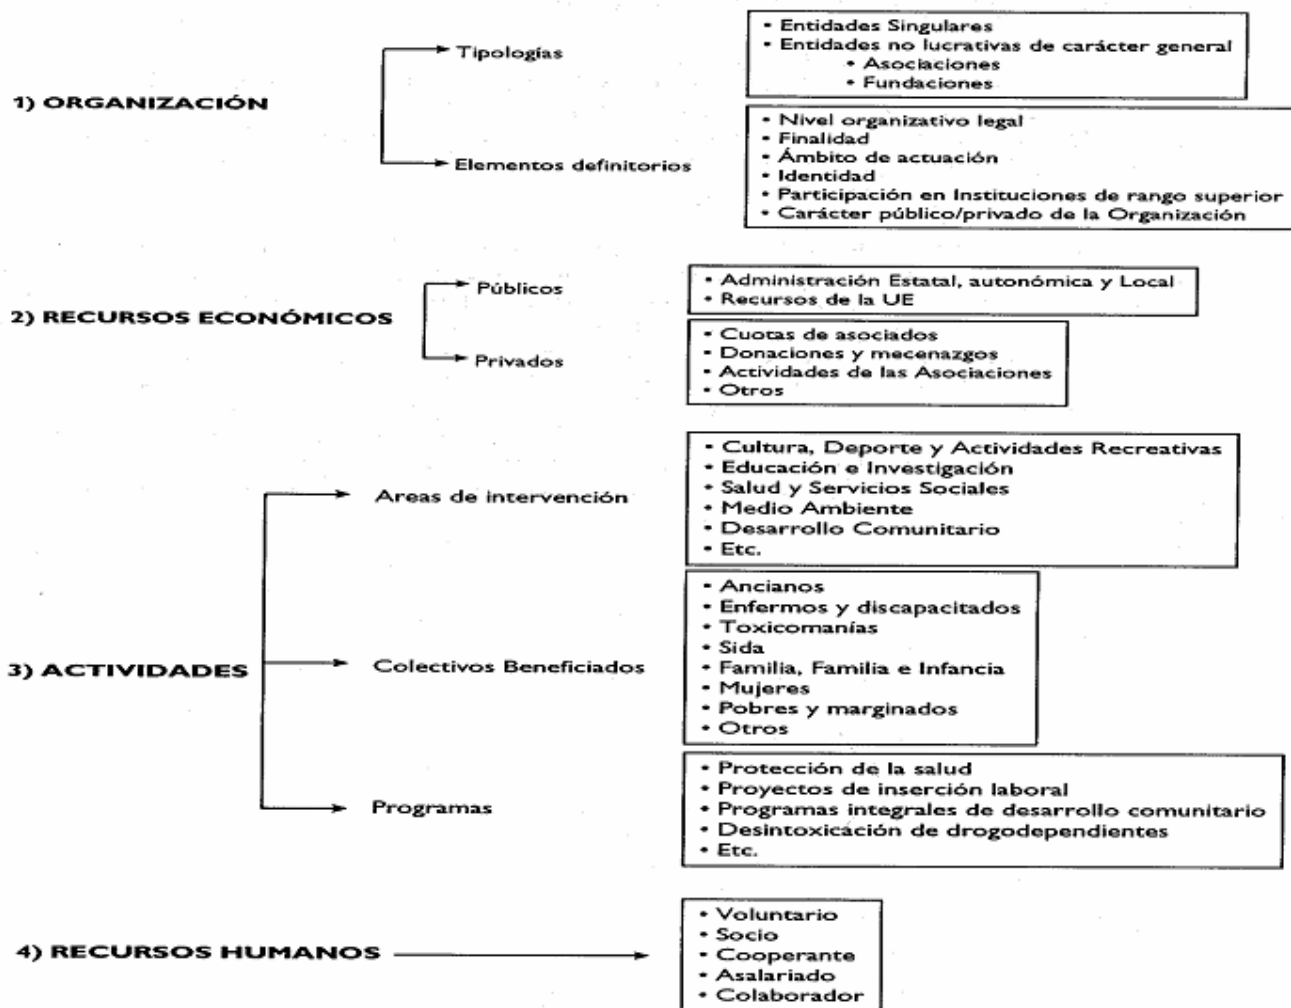 1) ORGANIZACIÓN
Tipologías
• Entidades Singulares
• Entidades no lucrativas de carácter general
• Asociaciones
• Fundaciones
Elementos definitorios
• Nivel organizativo legal
• Finalidad
• Ámbito de actuación
• Identidad
• Participación en Instituciones de rango superior
• Carácter público/privado de la Organización
2) RECURSOS ECONÓMICOS
Públicos
• Administración Estatal, autonómica y Local
• Recursos de la UE
Privados
• Cuotas de asociados
• Donaciones y mecenazgos
• Actividades de las Asociaciones
• Otros
3) ACTIVIDADES
Areas de intervención
• Cultura, Deporte y Actividades Recreativas
• Educación e Investigación
• Salud y Servicios Sociales
• Medio Ambiente
• Desarrollo Comunitario
• Etc.
Colectivos Beneficiados
• Ancianos
• Enfermos y discapacitados
• Toxicomanías
• Sida
• Familia, Familia e Infancia
• Mujeres
• Pobres y marginados
• Otros
Programas
• Protección de la salud
• Proyectos de inserción laboral
• Programas integrales de desarrollo comunitario
• Desintoxicación de drogodependientes
• Etc.
4) RECURSOS HUMANOS
• Voluntario
• Socio
• Cooperante
• Asalariado
• Colaborador